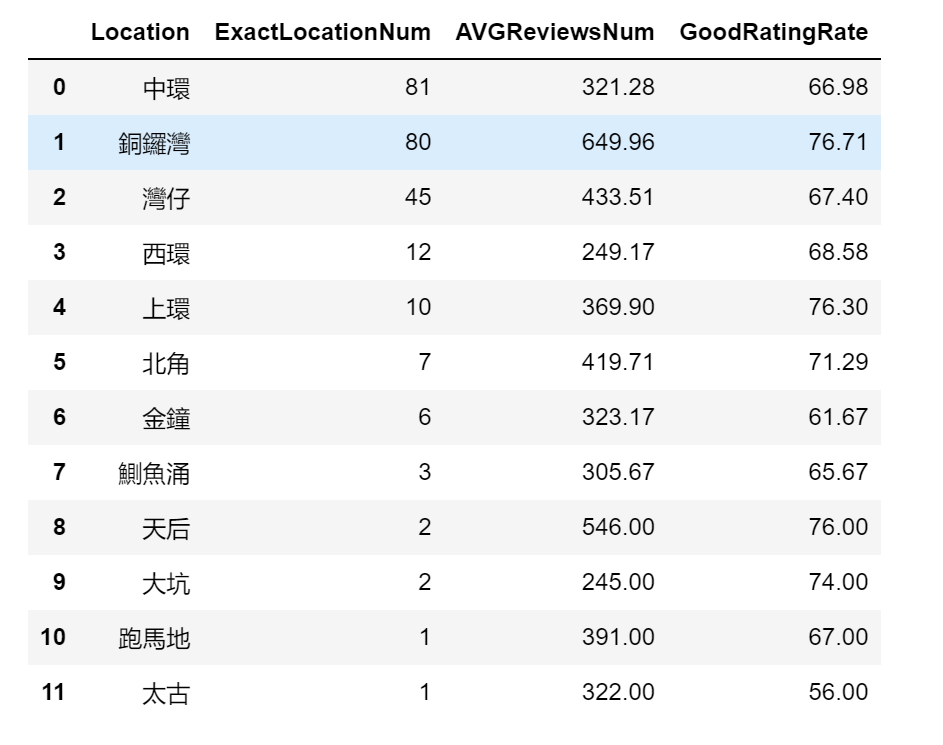 Location ExactLocationNum AVGReviewsNum GoodRatingRate
0 中環 81 321.28 66.98
1 銅鑼灣 80 649.96 76.71
2 灣仔 45 433.51 67.40
3 西環 12 249.17 68.58
4 上環 10 369.90 76.30
5 北角 7 419.71 71.29
6 金鐘 6 323.17 61.67
7 鰂魚涌 3 305.67 65.67
8 天后 2 546.00 76.00
9 大坑 2 245.00 74.00
10 跑馬地 1 391.00 67.00
11 太古 1 322.00 56.00